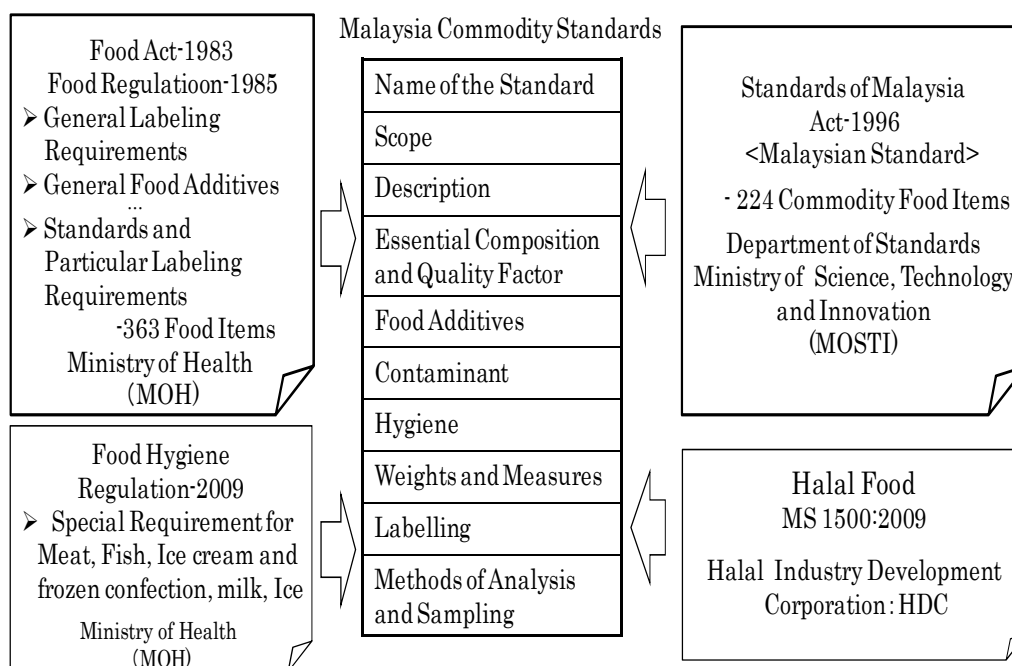 Food Act-1983
Food Regulatioon-1985
➢ General Labeling
Requirements
➢ General Food Additives
...
➢ Standards and
Particular Labeling
Requirements
-363 Food Items
Ministry of Health
(MOH)
Food Hygiene
Regulation-2009
➢ Special Requirement for
Meat, Fish, Ice cream and
frozen confection, milk, Ice
Ministry of Health
(MOH)
Malaysia Commodity Standards
Name of the Standard
Scope
Description
Essential Composition
and Quality Factor
Food Additives
Contaminant
Hygiene
Weights and Measures
Labelling
Methods of Analysis
and Sampling
Standards of Malaysia
Act-1996
<Malaysian Standard>
- 224 Commodity Food Items
Department of Standards
Ministry of Science, Technology
and Innovation
(MOSTI)
Halal Food
MS 1500:2009
Halal Industry Development
Corporation : HDC